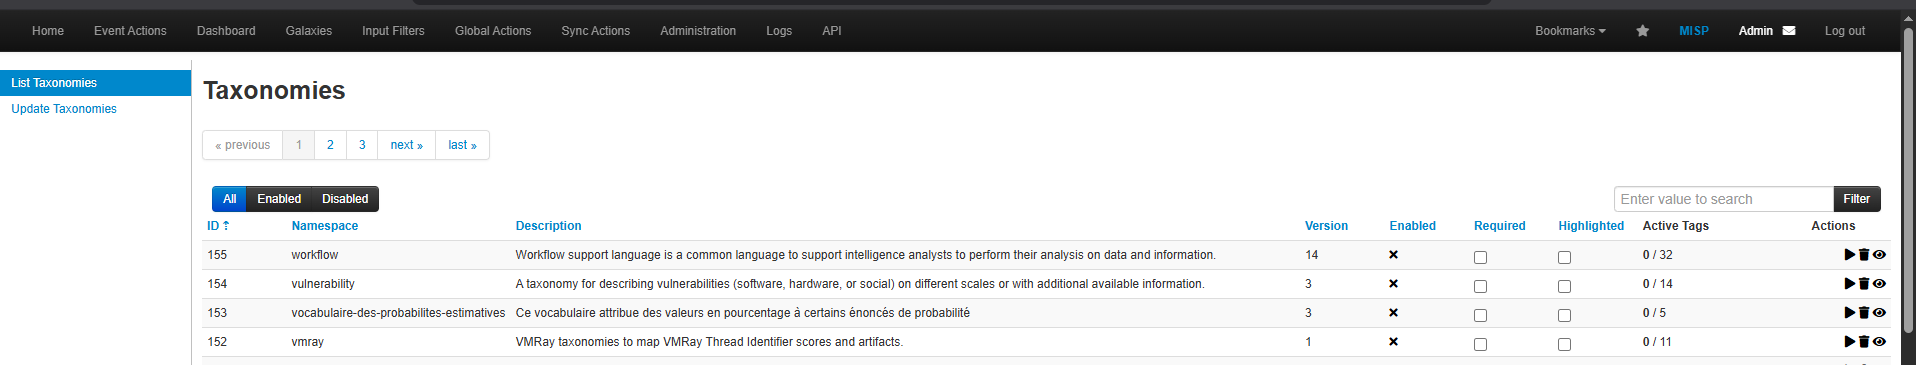 Home Event Actions Dashboard Galaxies Input Filters Global Actions Sync Actions Administration Logs API Bookmarks MISP Admin Log out
List Taxonomies
Update Taxonomies
Taxonomies
« previous 1 2 3 next » last »
All Enabled Disabled Enter value to search Filter
ID Namespace Description Version Enabled Required Highlighted Active Tags Actions
155 workflow Workflow support language is a common language to support intelligence analysts to perform their analysis on data and information. 14 0 / 32
154 vulnerability A taxonomy for describing vulnerabilities (software, hardware, or social) on different scales or with additional available information. 3 0 / 14
153 vocabulaire-des-probabilites-estimatives Ce vocabulaire attribue des valeurs en pourcentage à certains énoncés de probabilité 3 0 / 5
152 vmray VMRay taxonomies to map VMRay Thread Identifier scores and artifacts. 1 0 / 11